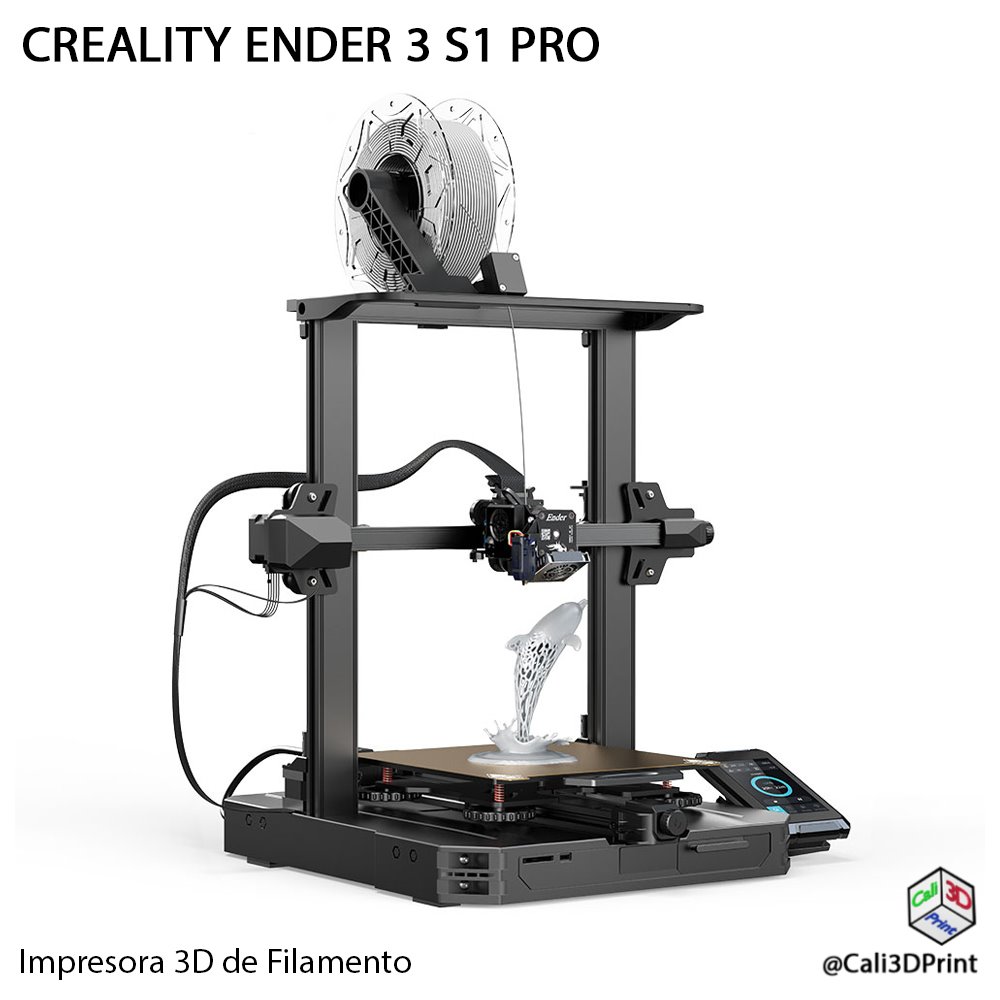 CREALITY ENDER 3 S1 PRO
Ender
Cali
3D
Print
Impresora 3D de Filamento
@Cali3DPrint